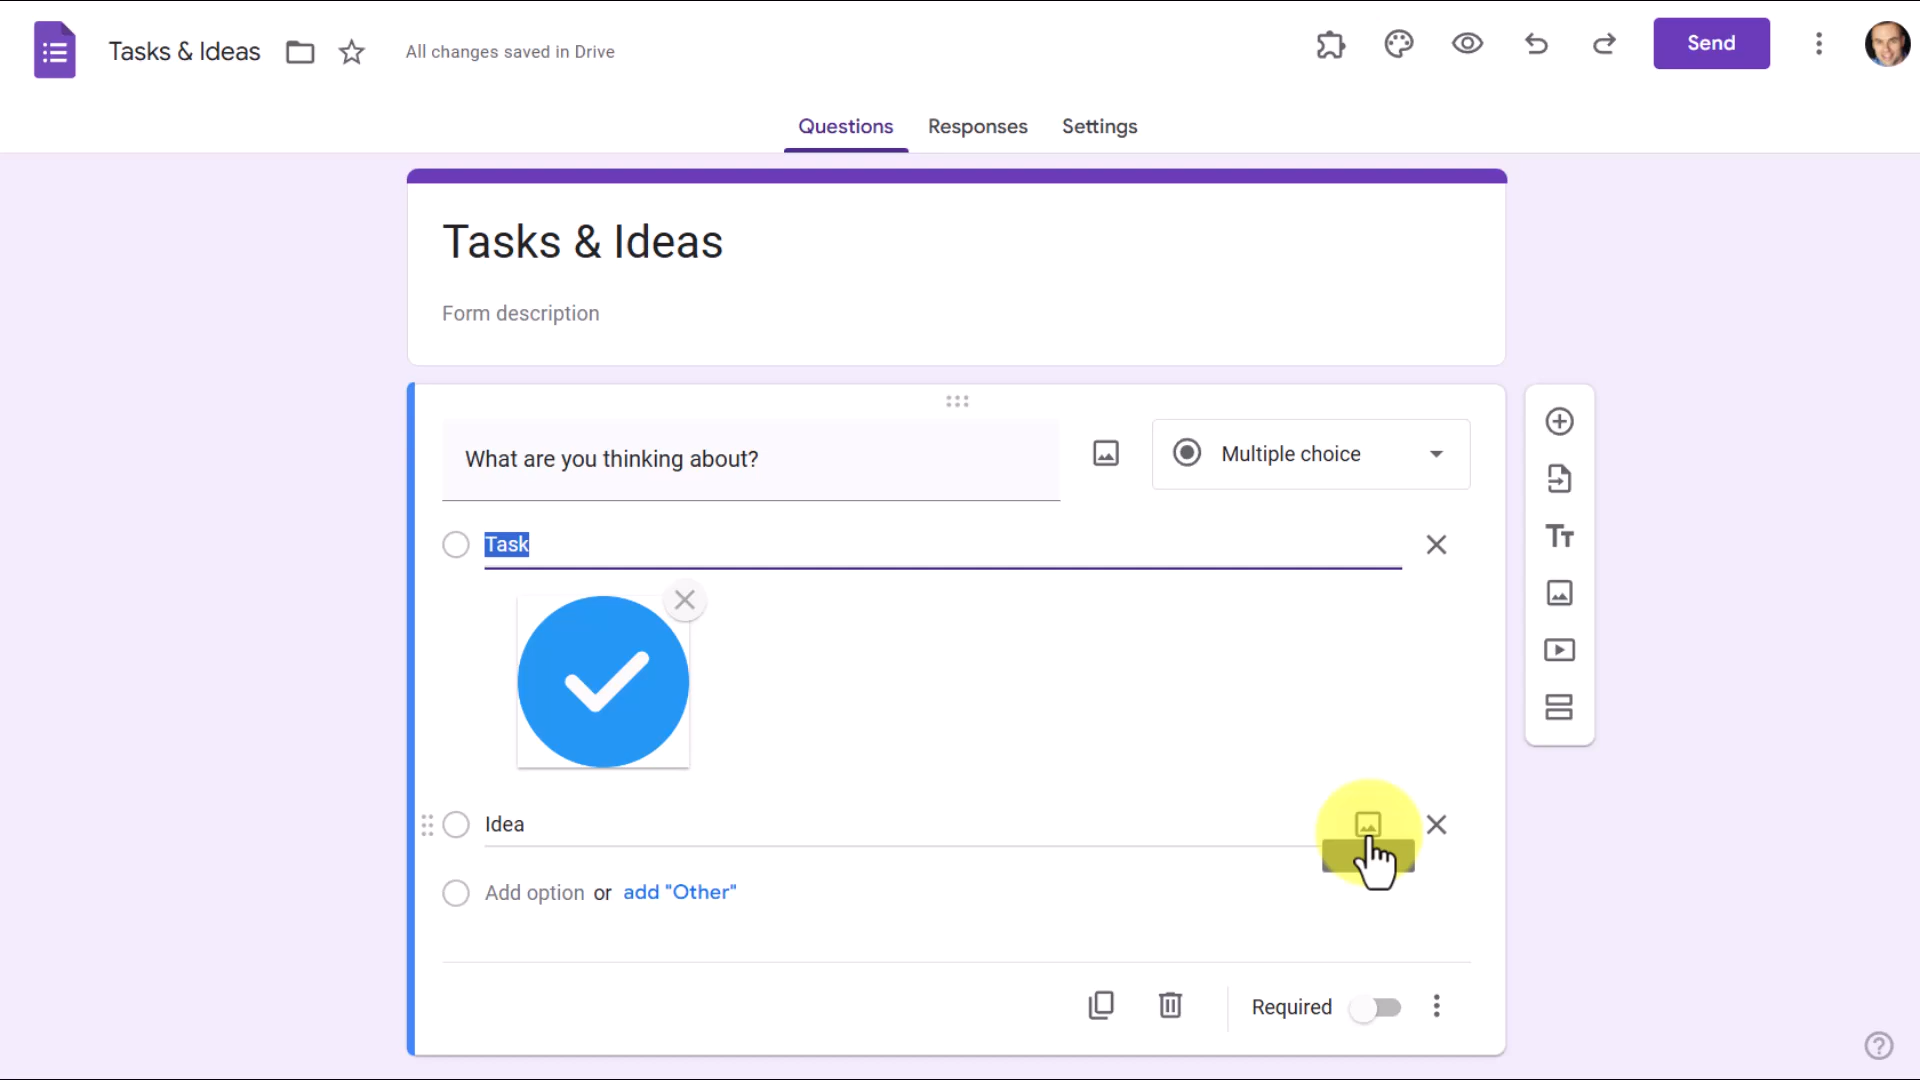 Tasks & Ideas
All changes saved in Drive
Send
Questions
Responses
Settings
Tasks & Ideas
Form description
What are you thinking about?
Multiple choice
Task
Idea
Add option or add "Other"
Required